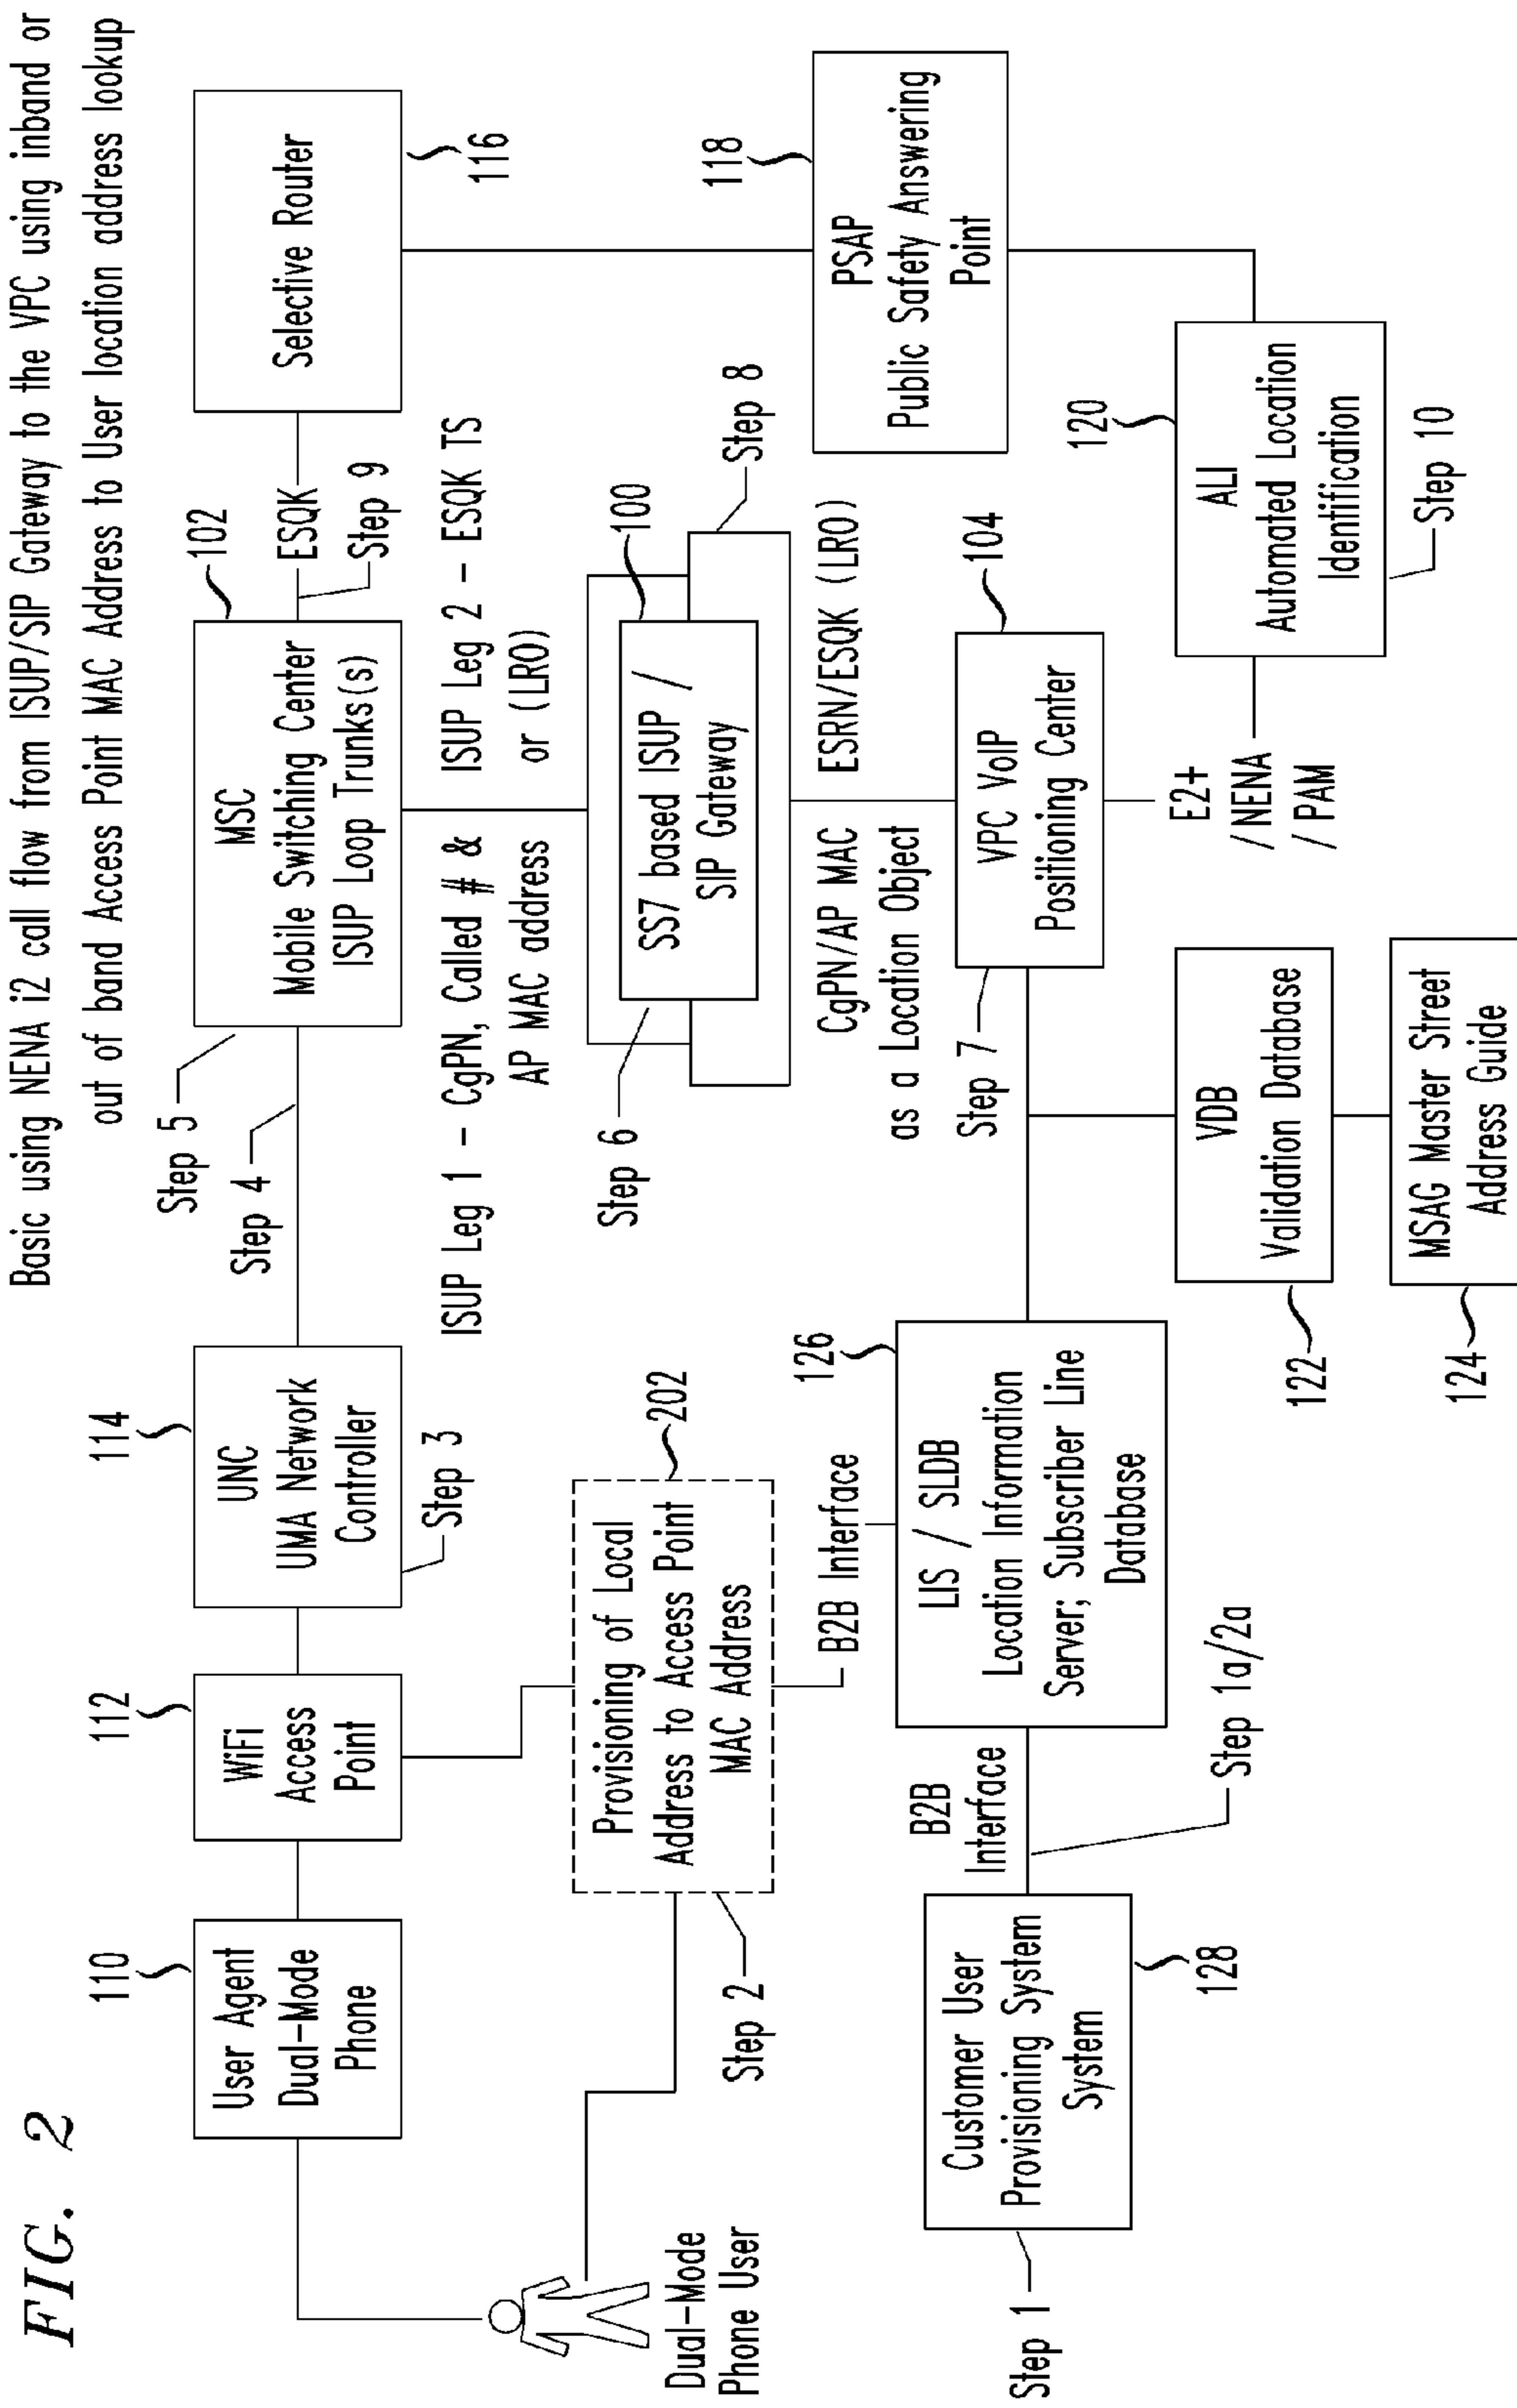 FIG. 2
Basic using NENA i2 call flow from ISUP/SIP Gateway to the VPC using inband or
out of band Access Point MAC Address to User location address lookup
110
User Agent
Dual-Mode
Phone
112
WiFi
Access
Point
114
UNC
UMA Network
Controller
Step 3
Step 4
Step 5
102
MSC
Mobile Switching Center
ISUP Loop Trunks(s)
ESQK
Step 9
Selective Router
116
ISUP Leg 1 - CgPN, Called # &
AP MAC address
ISUP Leg 2 - ESQK TS
or (LRO)
Dual-Mode
Phone User
202
Provisioning of Local
Address to Access Point
MAC Address
Step 2
Step 6
100
SS7 based ISUP /
SIP Gateway
Step 8
118
PSAP
Public Safety Answering
Point
B2B Interface
CgPN/AP MAC
as a Location Object
ESRN/ESQK (LRO)
Step 1
Customer User
Provisioning System
System
128
B2B
Interface
Step 1a/2a
126
LIS / SLDB
Location Information
Server; Subscriber Line
Database
Step 7
104
VPC VoIP
Positioning Center
120
ALI
Automated Location
Identification
Step 10
E2+
/NENA
/ PAM
122
VDB
Validation Database
124
MSAG Master Street
Address Guide